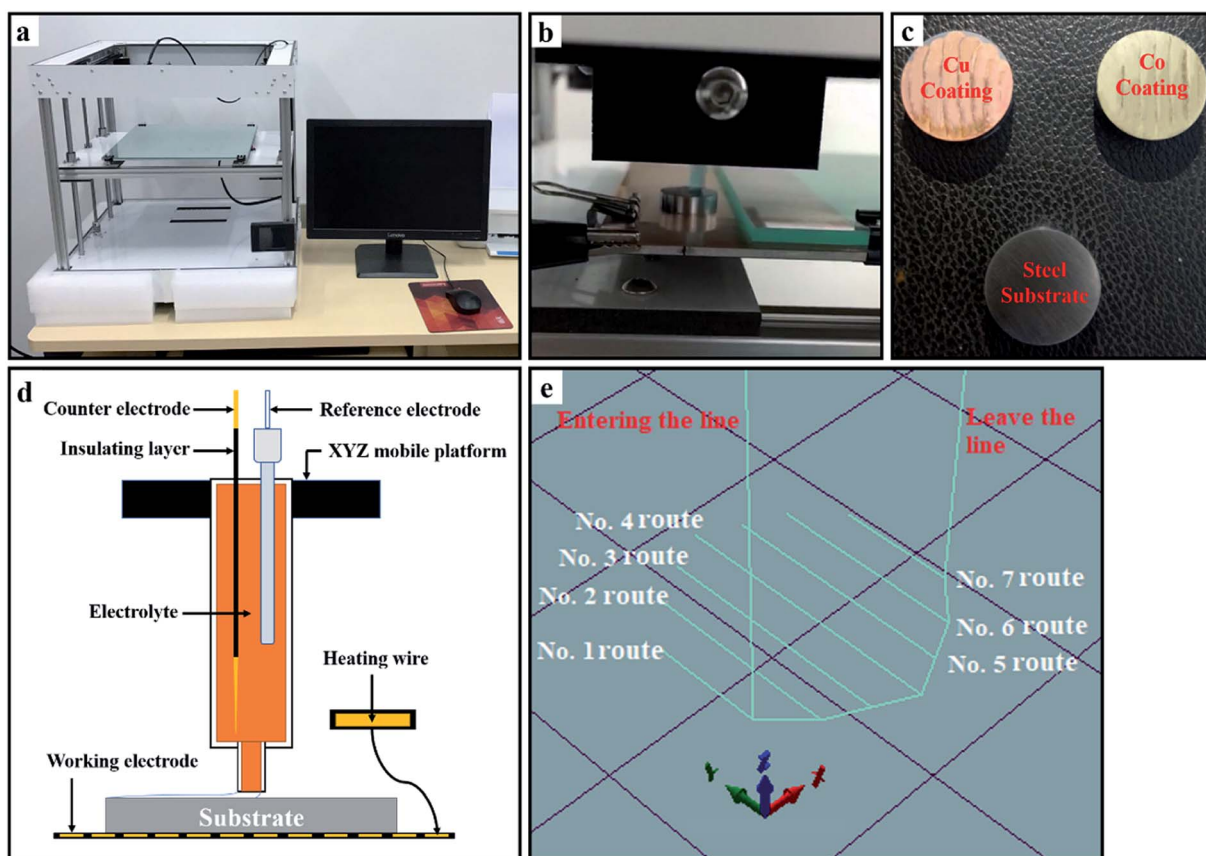 a
b
c
Cu
Coating
Co
Coating
Steel
Substrate
Lenovo
d
Counter electrode
Reference electrode
Insulating layer
XYZ mobile platform
Electrolyte
Heating wire
Working electrode
Substrate
e
Entering the line
Leave the
line
No. 4 route
No. 3 route
No. 2 route
No. 1 route
No. 7 route
No. 6 route
No. 5 route